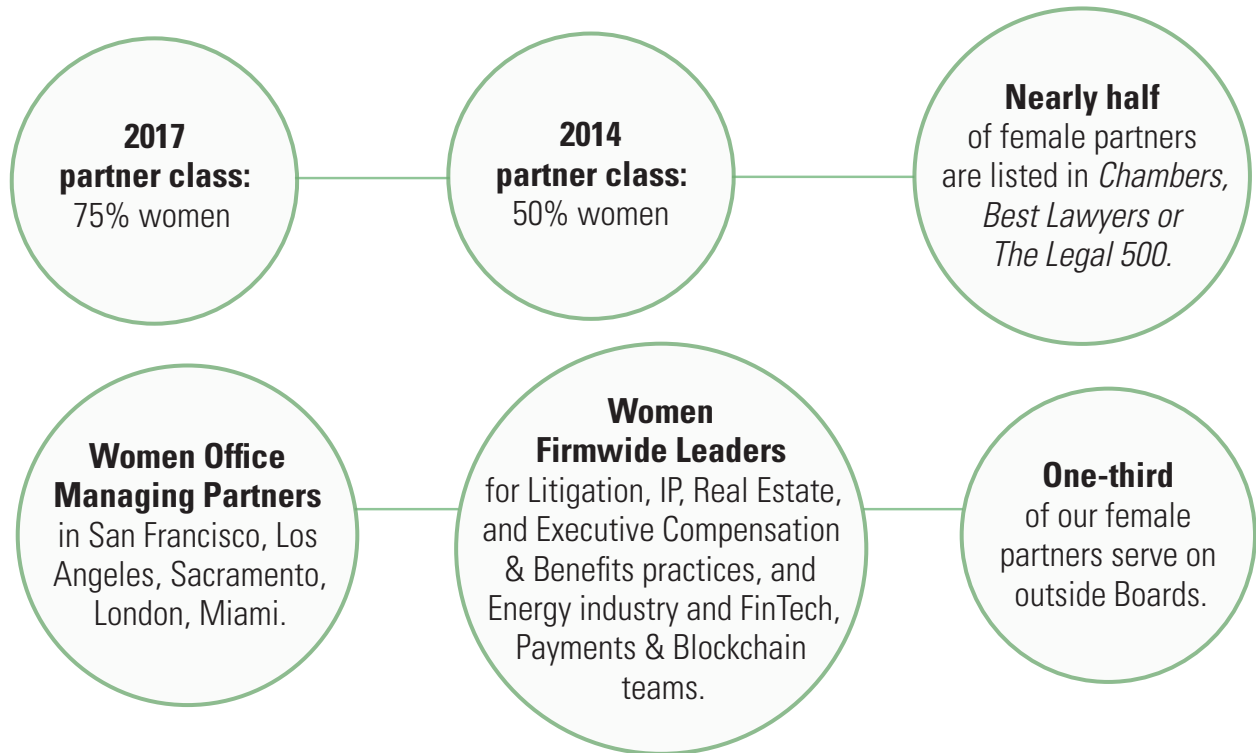 2017
partner class:
75% women
2014
partner class:
50% women
Nearly half
of female partners
are listed in Chambers,
Best Lawyers or
The Legal 500.
Women Office
Managing Partners
in San Francisco, Los
Angeles, Sacramento,
London, Miami.
Women
Firmwide Leaders
for Litigation, IP, Real Estate,
and Executive Compensation
& Benefits practices, and
Energy industry and FinTech,
Payments & Blockchain
teams.
One-third
of our female
partners serve on
outside Boards.